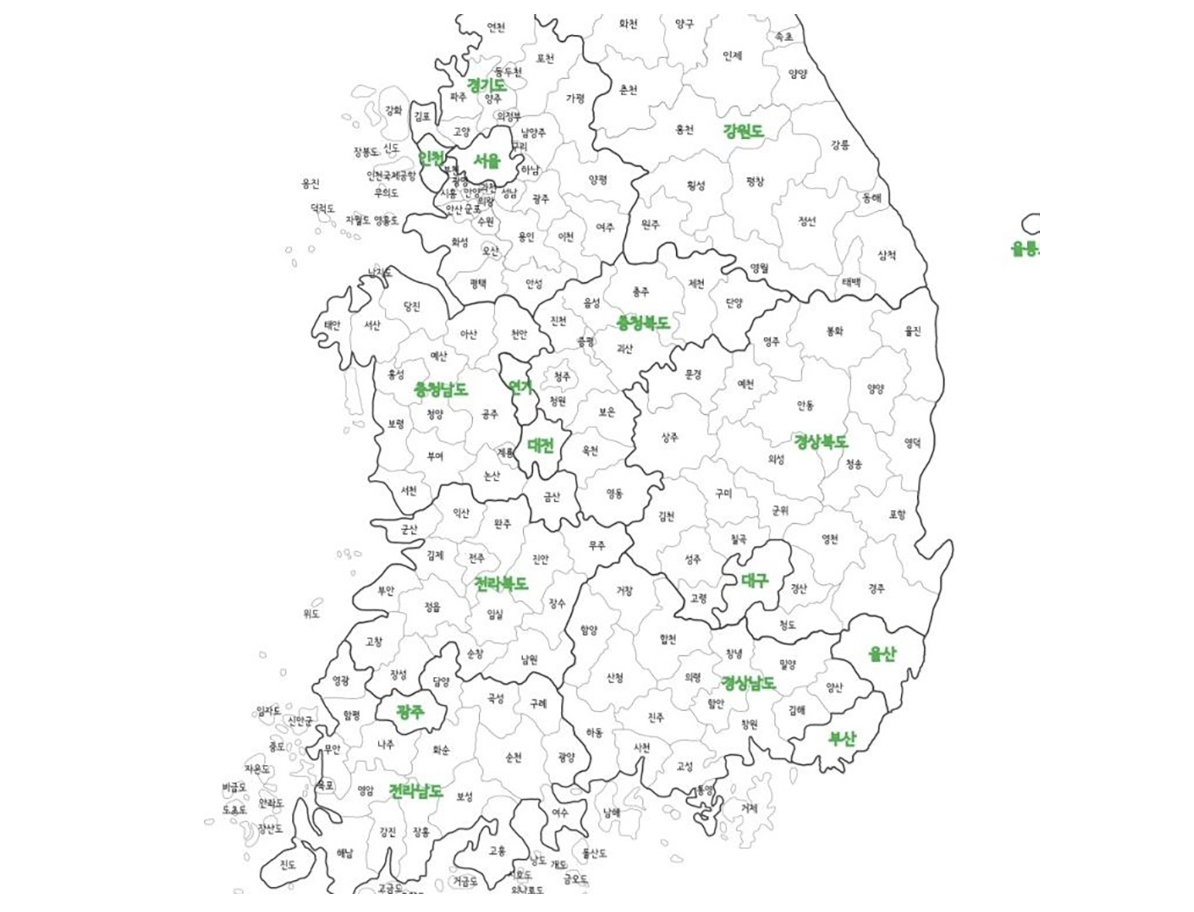 연천
화천
양구
속초
포천
인제
동두천
양양
경기도
춘천
파주
양주
가평
강화
김포
의정부
고양
남양주
홍천
강원도
강릉
구리
장봉도
신도
인천
서울
부천
하남
인천국제공항
광명
양평
횡성
평창
옹진
무의도
시흥
안양
과천
성남
의왕
광주
동해
덕적도
안산
군포
자월도
영흥도
수원
여주
원주
정선
용인
이천
화성
오산
울릉
삼척
영월
남지도
평택
안성
제천
태백
충주
음성
단양
당진
태안
서산
진천
충청북도
아산
천안
봉화
울진
증평
괴산
영주
예산
홍성
청주
문경
예천
충청남도
연기
양양
청원
안동
청양
공주
보은
보령
상주
경상북도
영덕
대전
계룡
옥천
부여
의성
청송
논산
서천
금산
영동
구미
익산
군위
김천
포항
완주
군산
칠곡
영천
무주
김제
전주
진안
성주
대구
전라북도
부안
거창
경산
경주
고령
장수
정읍
위도
임실
청도
함양
합천
고창
순창
창녕
울산
남원
밀양
장성
산청
의령
영광
담양
경상남도
양산
곡성
구례
함안
임자도
광주
김해
함평
진주
신안군
창원
하동
부산
중도
무안
나주
화순
사천
순천
광양
고성
자은도
목포
비금도
영암
전라남도
통영
보성
안좌도
도초도
거제
여수
남해
장산도
강진
장흥
해남
고흥
돌산도
진도
낭도
개도
거금도
시호도
금오도
고금도
외나로도